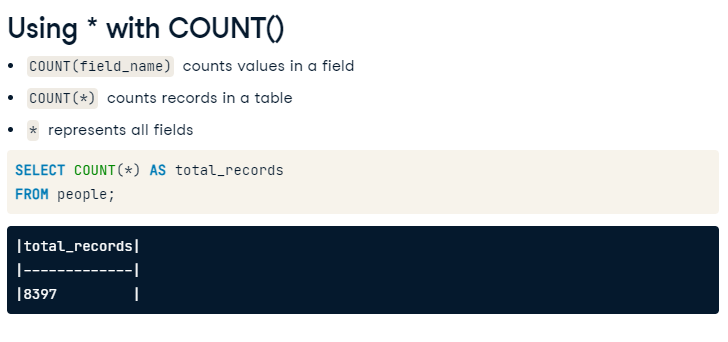 Using * with COUNT()
• COUNT(field_name) counts values in a field
• COUNT(*) counts records in a table
• * represents all fields
SELECT COUNT(*) AS total_records
FROM people;
|total_records|
|-------------|
|8397         |